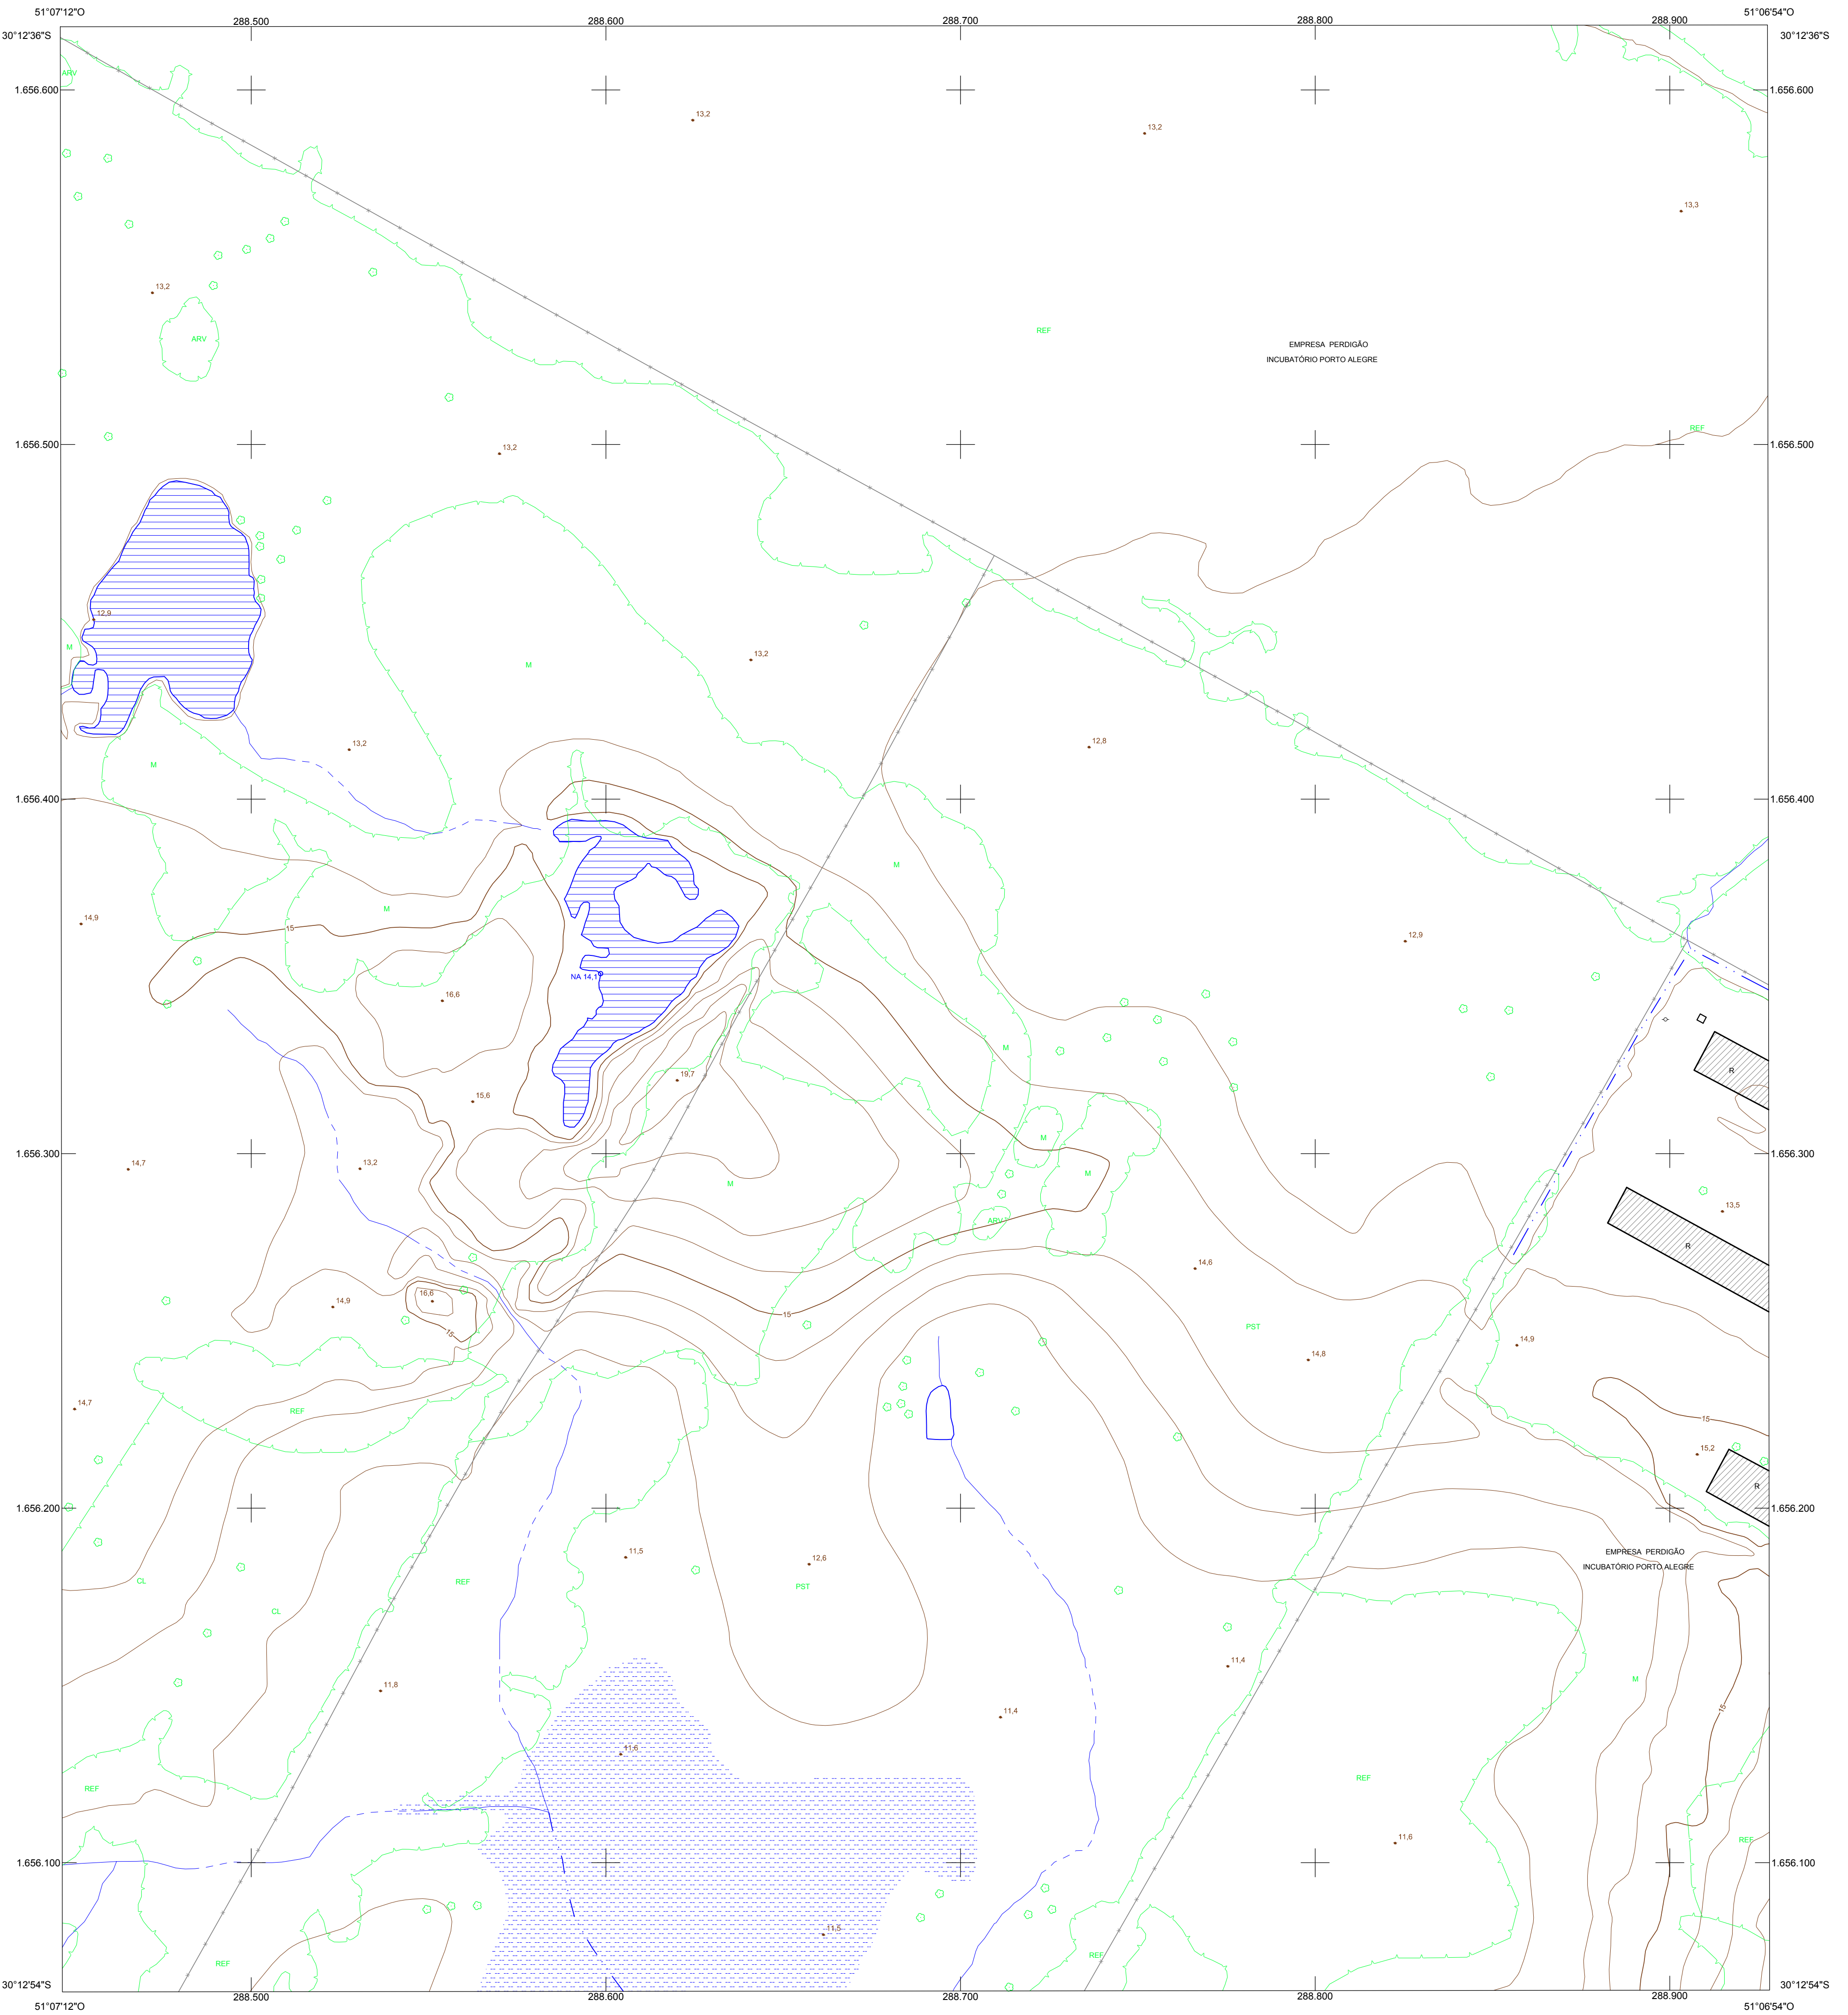 51°07'12"O
51°06'54"O
288.500
288.600
288.700
288.800
288.900
30°12'36"S
30°12'36"S
ARV
1.656.600
1.656.600
13,2
13,2
13,3
13,2
ARV
REF
EMPRESA PERDIGÃO
INCUBATÓRIO PORTO ALEGRE
REF
1.656.500
1.656.500
13,2
12,9
M
M
13,2
12,8
13,2
M
1.656.400
1.656.400
M
M
14,9
15
12,9
NA 14,1
16,6
M
R
19,7
15,6
M
1.656.300
1.656.300
14,7
13,2
M
M
13,5
ARV
R
14,6
16,6
14,9
15
15
PST
14,9
14,8
14,7
REF
15
15,2
R
1.656.200
1.656.200
EMPRESA PERDIGÃO
INCUBATÓRIO PORTO ALEGRE
11,5
12,6
CL
REF
PST
CL
11,4
M
11,8
15
11,4
11,6
REF
REF
REF
11,6
1.656.100
1.656.100
11,5
REF
REF
30°12'54"S
30°12'54"S
288.500
288.600
288.700
288.800
288.900
51°07'12"O
51°06'54"O